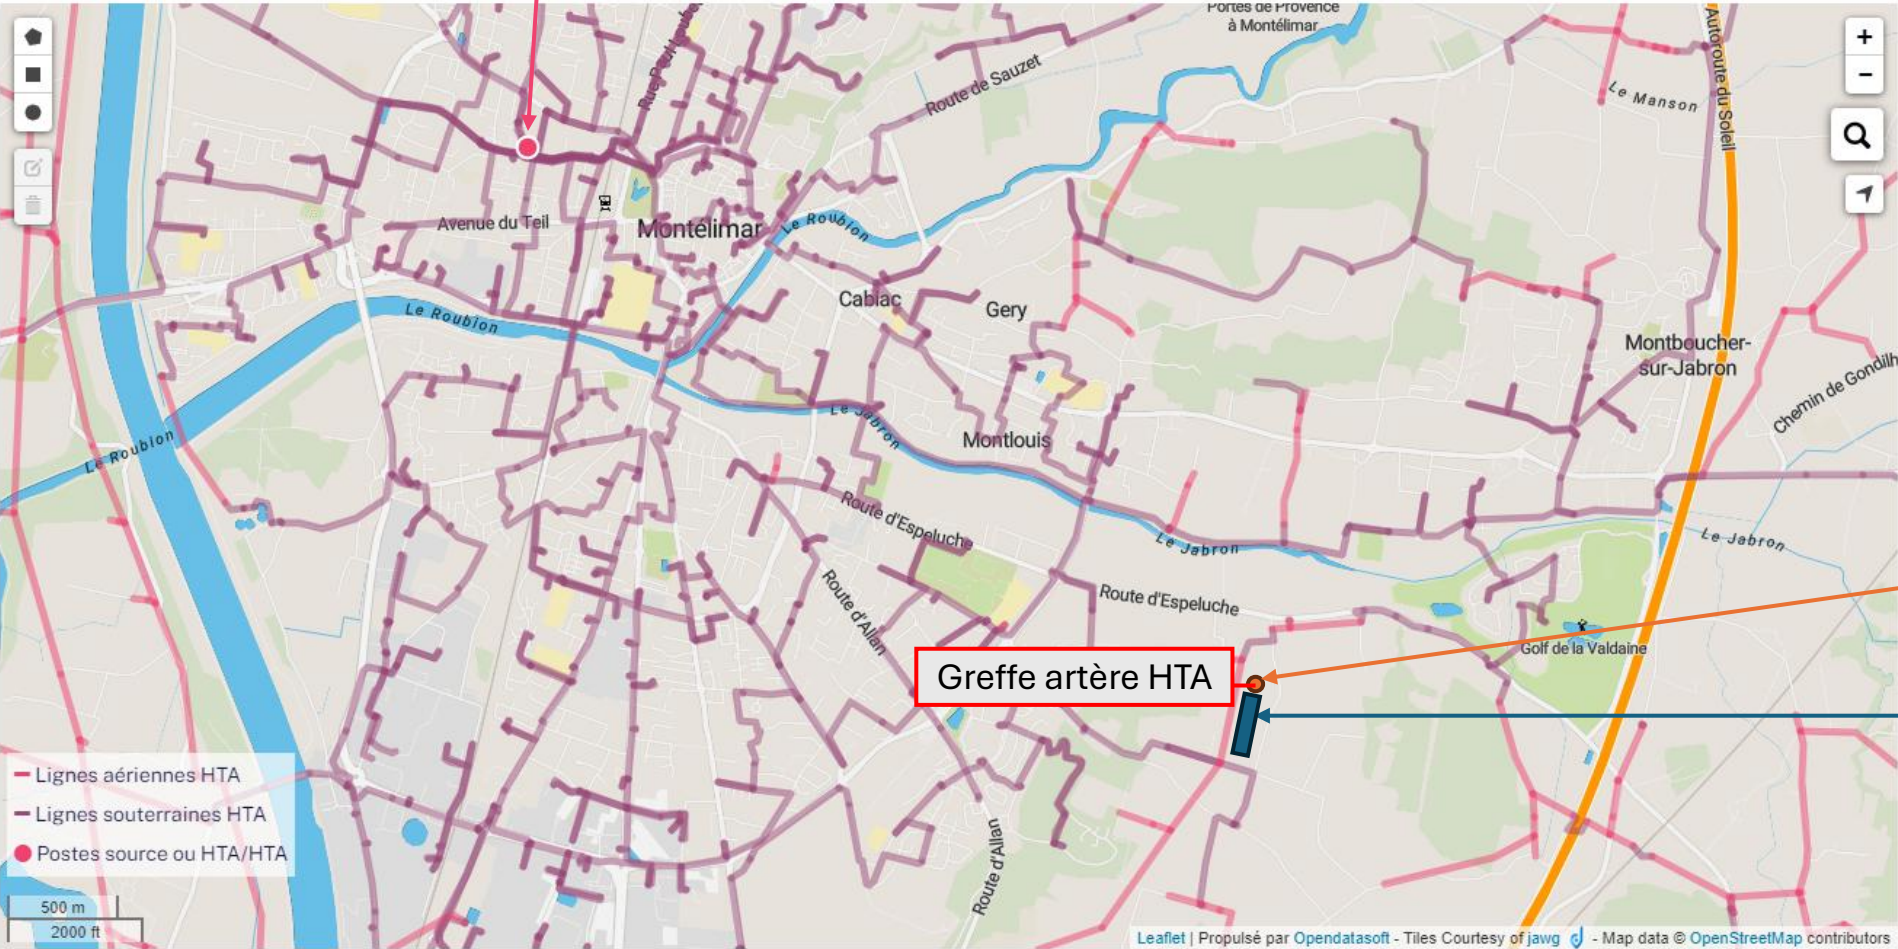 Portes de Provence
à Montélimar
Autoroute du Soleil
+
−
Rue Paul Loubet
Route de Sauzet
Le Manson
Avenue du Teil
Montélimar
Le Roubion
Cabiac
Gery
Le Roubion
Montboucher-
sur-Jabron
Chemin de Gondilh
Le Jabron
Montlouis
Le Roubion
Route d'Espeluche
Le Jabron
Le Jabron
Route d'Allan
Route d'Espeluche
Golf de la Valdaine
Greffe artère HTA
Lignes aériennes HTA
Lignes souterraines HTA
Postes source ou HTA/HTA
Route d'Allan
500 m
2000 ft
Leaflet | Propulsé par Opendatasoft - Tiles Courtesy of jawg - Map data © OpenStreetMap contributors